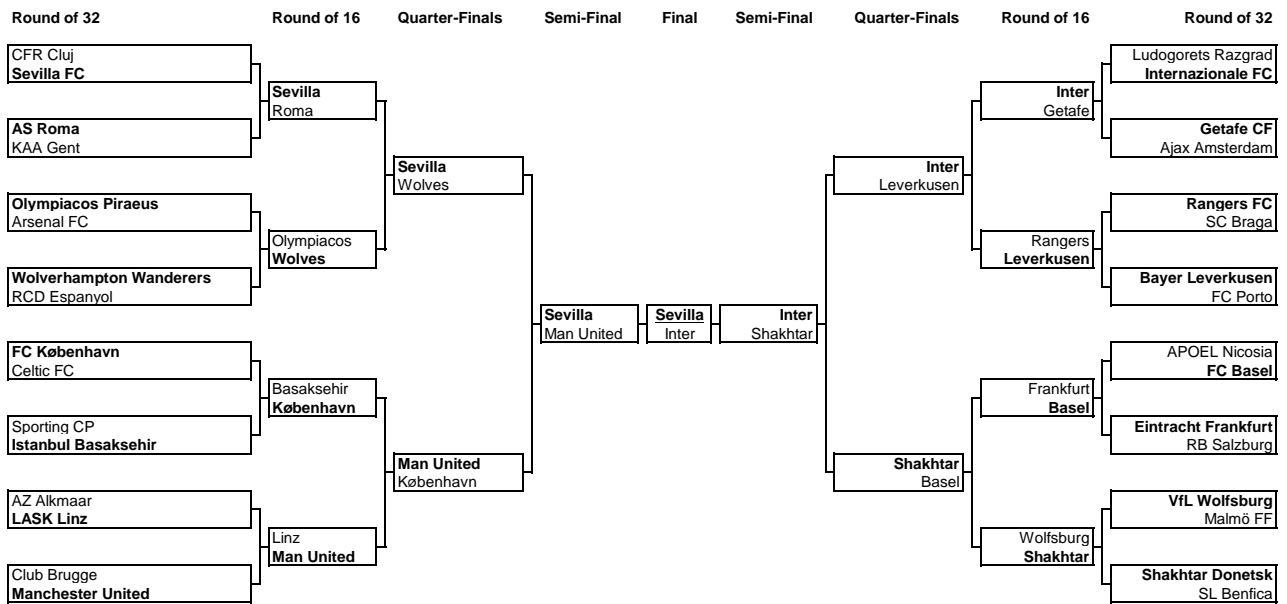 Round of 32
Round of 16
Quarter-Finals
Semi-Final
Final
Semi-Final
Quarter-Finals
Round of 16
Round of 32
CFR Cluj
Sevilla FC
AS Roma
KAA Gent
Olympiacos Piraeus
Arsenal FC
Wolverhampton Wanderers
RCD Espanyol
FC København
Celtic FC
Sporting CP
Istanbul Basaksehir
AZ Alkmaar
LASK Linz
Club Brugge
Manchester United
Sevilla
Roma
Olympiacos
Wolves
Basaksehir
København
Linz
Man United
Sevilla
Wolves
Man United
København
Sevilla
Man United
Sevilla
Inter
Inter
Shakhtar
Inter
Leverkusen
Shakhtar
Basel
Inter
Getafe
Rangers
Leverkusen
Frankfurt
Basel
Wolfsburg
Shakhtar
Ludogorets Razgrad
Internazionale FC
Getafe CF
Ajax Amsterdam
Rangers FC
SC Braga
Bayer Leverkusen
FC Porto
APOEL Nicosia
FC Basel
Eintracht Frankfurt
RB Salzburg
VfL Wolfsburg
Malmö FF
Shakhtar Donetsk
SL Benfica